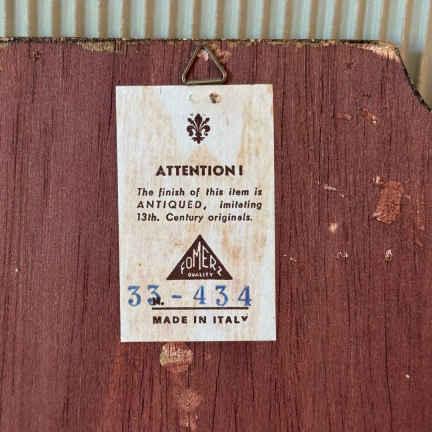 ATTENTION!
The finish of this item is
ANTIQUED, imitating
13th. Century originals.
FOMERZ
QUALITY
N. 33-434
MADE IN ITALY